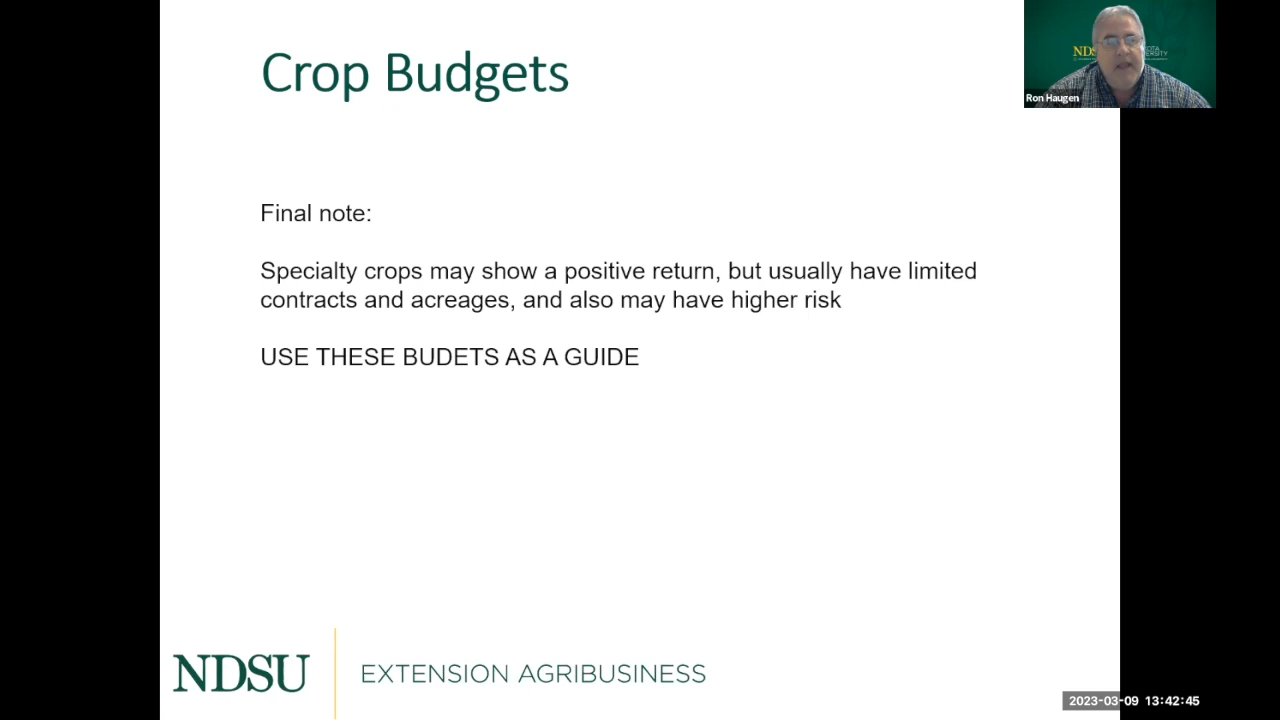 Crop Budgets
Ron Haugen
Final note:
Specialty crops may show a positive return, but usually have limited
contracts and acreages, and also may have higher risk
USE THESE BUDETS AS A GUIDE
NDSU
EXTENSION AGRIBUSINESS
2023-03-09 13:42:45